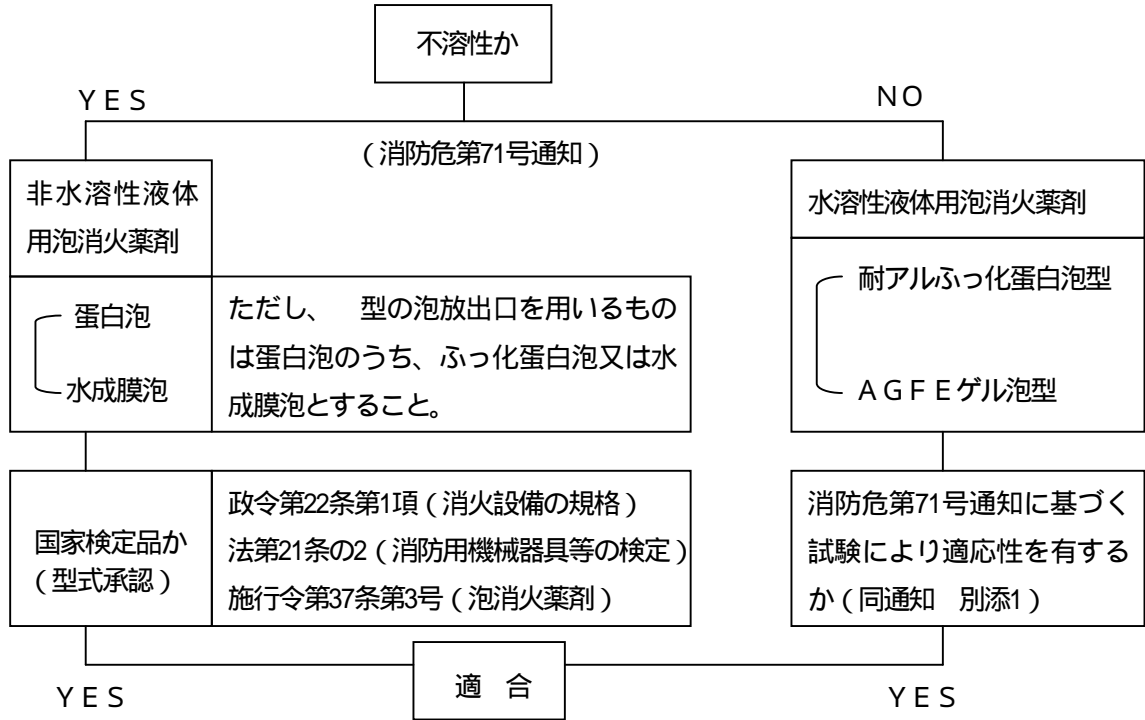 不溶性か
ＹＥＳ
ＮＯ
（消防危第71号通知）
非水溶性液体
用泡消火薬剤
水溶性液体用泡消火薬剤
蛋白泡
水成膜泡
ただし、　型の泡放出口を用いるもの
は蛋白泡のうち、ふっ化蛋白泡又は水
成膜泡とすること。
耐アルふっ化蛋白泡型
ＡＧＦＥゲル泡型
国家検定品か
（型式承認）
政令第22条第1項（消火設備の規格）
法第21条の2（消防用機械器具等の検定）
施行令第37条第3号（泡消火薬剤）
消防危第71号通知に基づく
試験により適応性を有する
か（同通知　別添1）
ＹＥＳ
適　合
ＹＥＳ